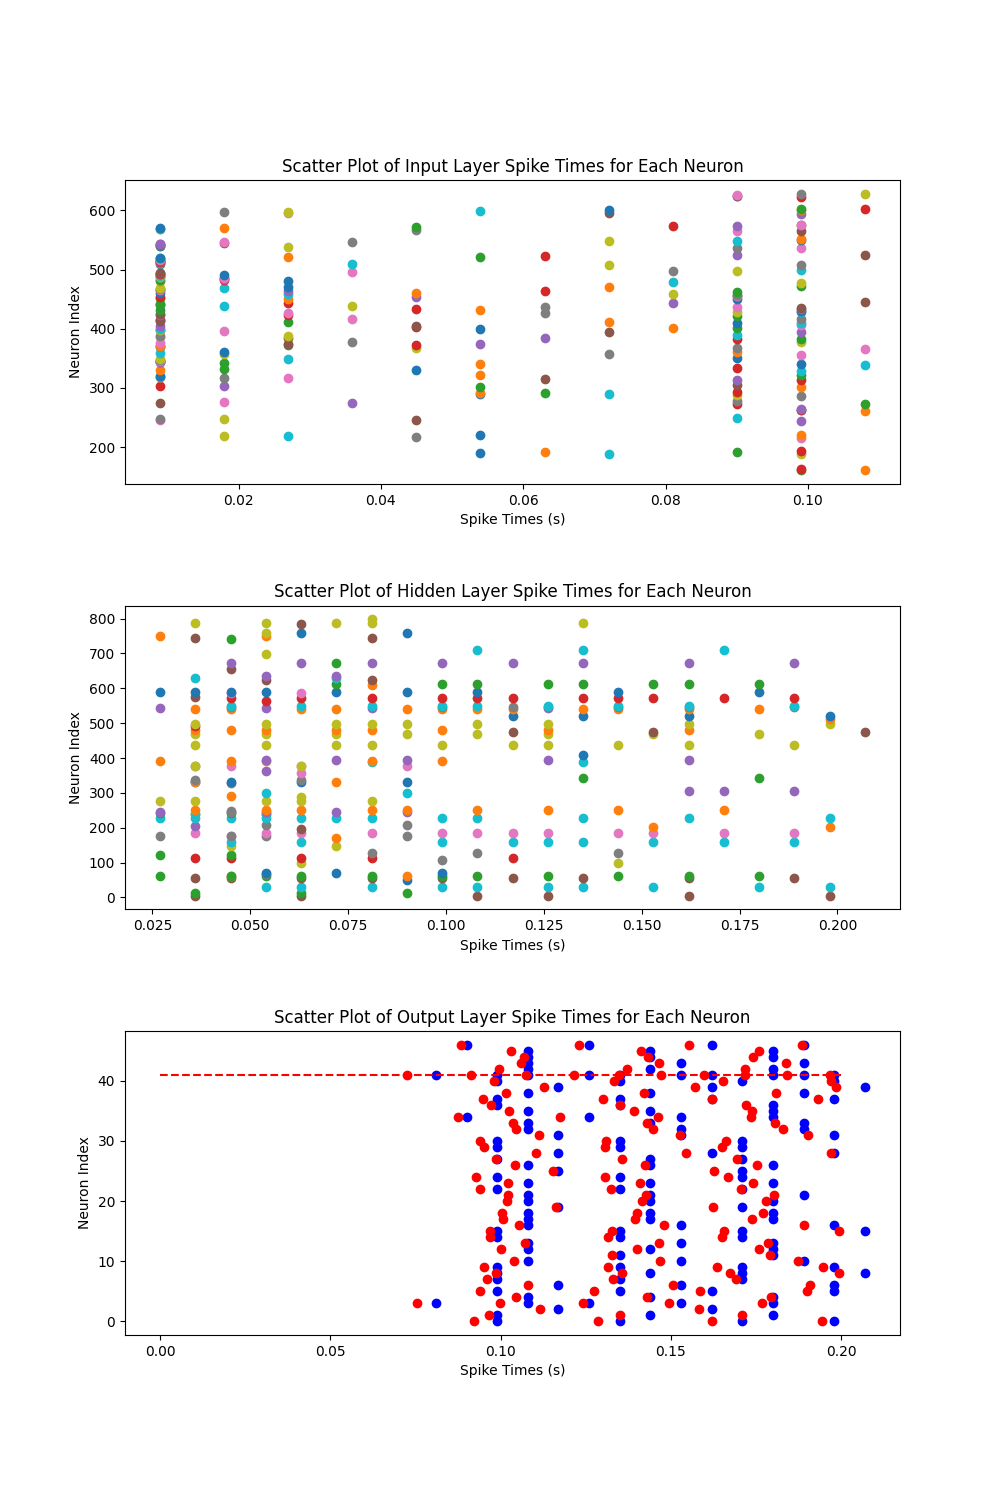 Scatter Plot of Input Layer Spike Times for Each Neuron
600
500
400
300
200
Neuron Index
0.02 0.04 0.06 0.08 0.10
Spike Times (s)
Scatter Plot of Hidden Layer Spike Times for Each Neuron
800
700
600
500
400
300
200
100
0
Neuron Index
0.025 0.050 0.075 0.100 0.125 0.150 0.175 0.200
Spike Times (s)
Scatter Plot of Output Layer Spike Times for Each Neuron
40
30
20
10
0
Neuron Index
0.00 0.05 0.10 0.15 0.20
Spike Times (s)